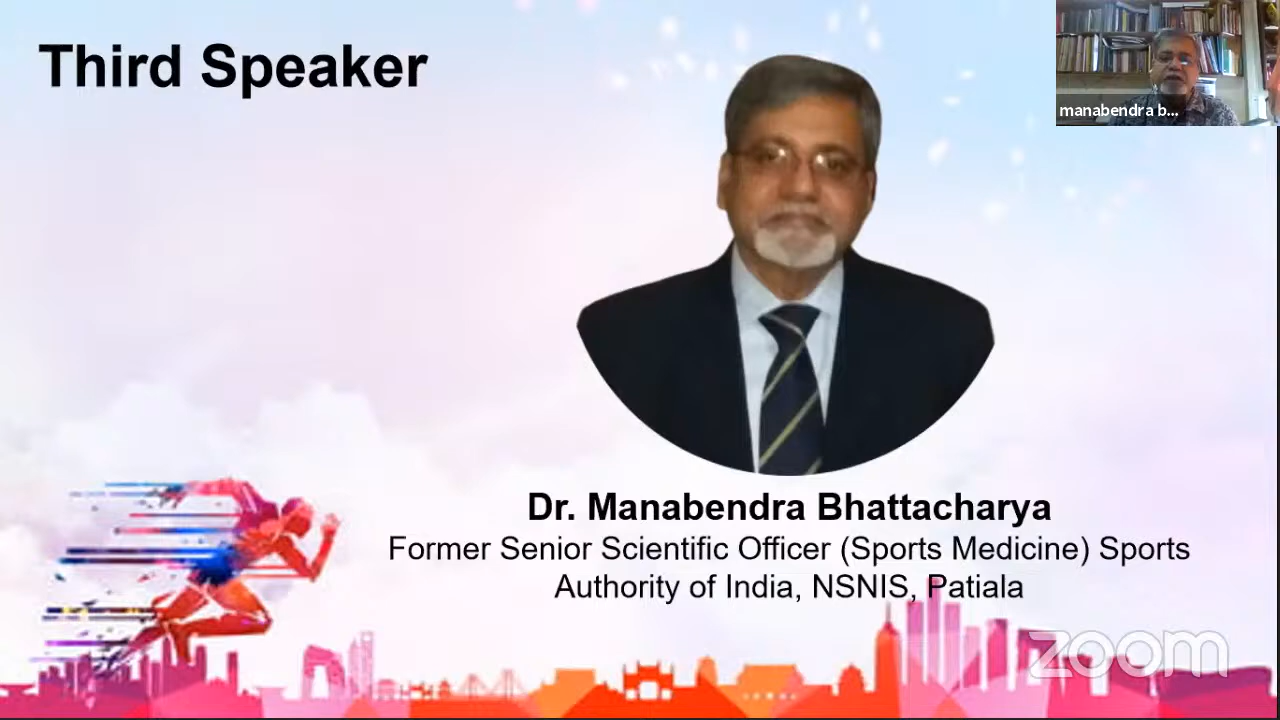 Third Speaker
manabendra b...
Dr. Manabendra Bhattacharya
Former Senior Scientific Officer (Sports Medicine) Sports
Authority of India, NSNIS, Patiala
zoom